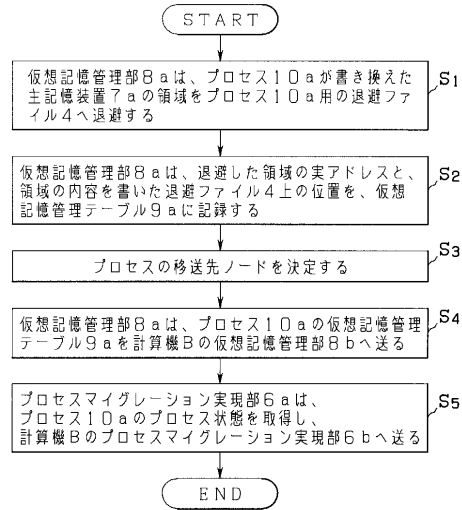 START
仮想記憶管理部8aは、プロセス10aが書き換えた
主記憶装置7aの領域をプロセス10a用の退避ファ
イル4へ退避する
S1
仮想記憶管理部8aは、退避した領域の実アドレスと、
領域の内容を書いた退避ファイル4上の位置を、仮想
記憶管理テーブル9aに記録する
S2
プロセスの移送先ノードを決定する
S3
仮想記憶管理部8aは、プロセス10aの仮想記憶管理
テーブル9aを計算機Bの仮想記憶管理部8bへ送る
S4
プロセスマイグレーション実現部6aは、
プロセス10aのプロセス状態を取得し、
計算機Bのプロセスマイグレーション実現部6bへ送る
S5
END